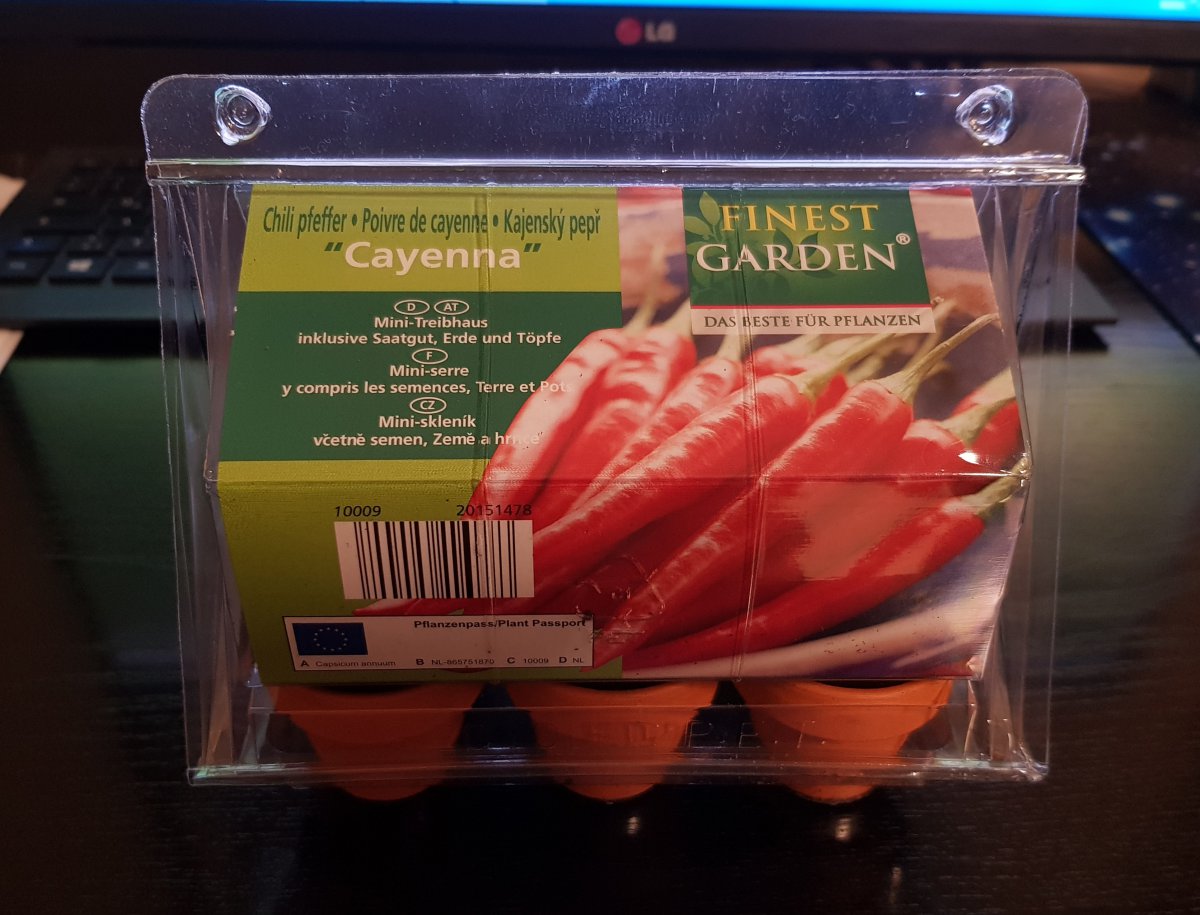 LG
Chili pfeffer • Poivre de cayenne • Kajenský pepř
“Cayenna”
FINEST
GARDEN®
DAS BESTE FÜR PFLANZEN
D AT
Mini-Treibhaus
inklusive Saatgut, Erde und Töpfe
F
Mini-serre
y compris les semences, Terre et Pots
CZ
Mini-skleník
včetně semen, Země a hrnce
10009 20151478
Pflanzenpass/Plant Passport
A Capsicum annuum B NL-865751870 C 10009 D NL